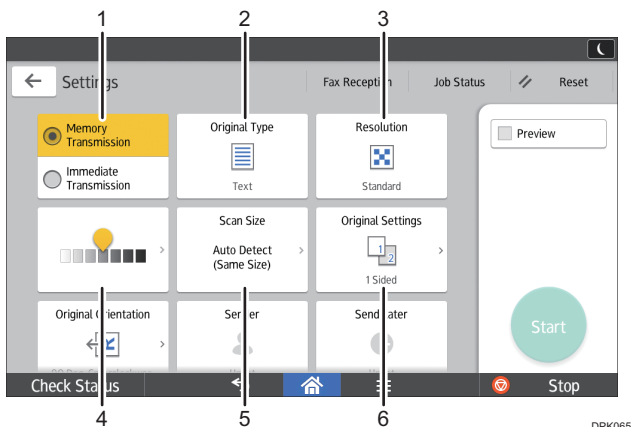 1 2 3
Settings
Fax Reception
Job Status
Reset
Memory
Transmission
Immediate
Transmission
Original Type
Text
Resolution
Standard
Preview
Scan Size
Auto Detect
(Same Size)
Original Settings
1
2
1 Sided
Original Orientation
Sender
Send Later
Start
Check Status
Stop
4 5 6